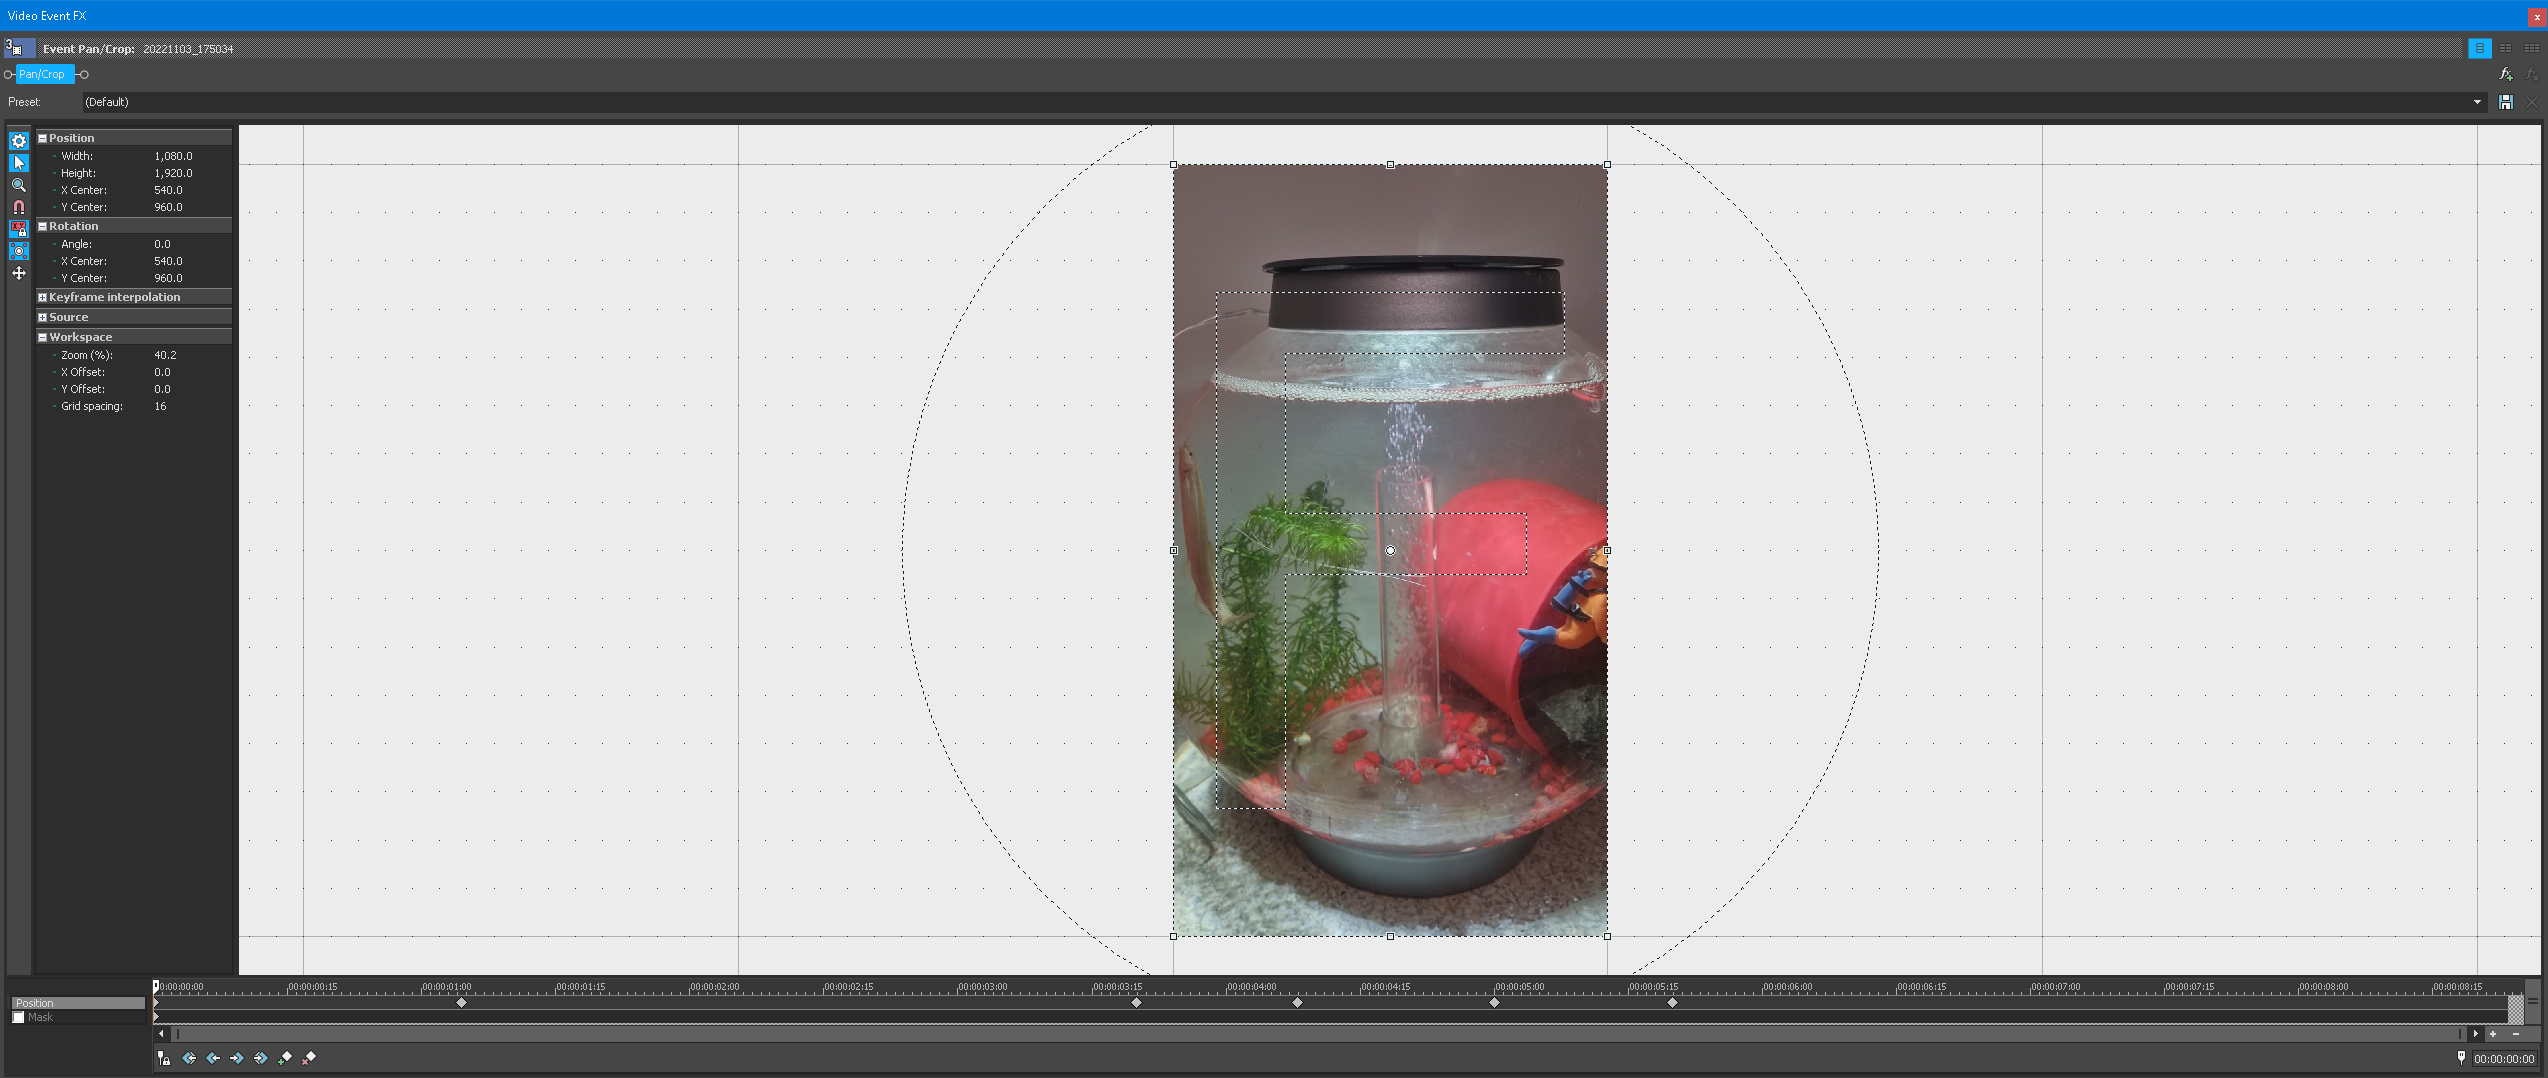 Video Event FX
Event Pan/Crop: 20221103_175034
Pan/Crop
Preset: (Default)
Position
Width: 1,080.0
Height: 1,920.0
X Center: 540.0
Y Center: 960.0
Rotation
Angle: 0.0
X Center: 540.0
Y Center: 960.0
Keyframe interpolation
Source
Workspace
Zoom (%): 40.2
X Offset: 0.0
Y Offset: 0.0
Grid spacing: 16
00:00:00:00 00:00:00:15 00:00:01:00 00:00:01:15 00:00:02:00 00:00:02:15 00:00:03:00 00:00:03:15 00:00:04:00 00:00:04:15 00:00:05:00 00:00:05:15 00:00:06:00 00:00:06:15 00:00:07:00 00:00:07:15 00:00:08:00 00:00:08:15
Position
Mask
00:00:00:00